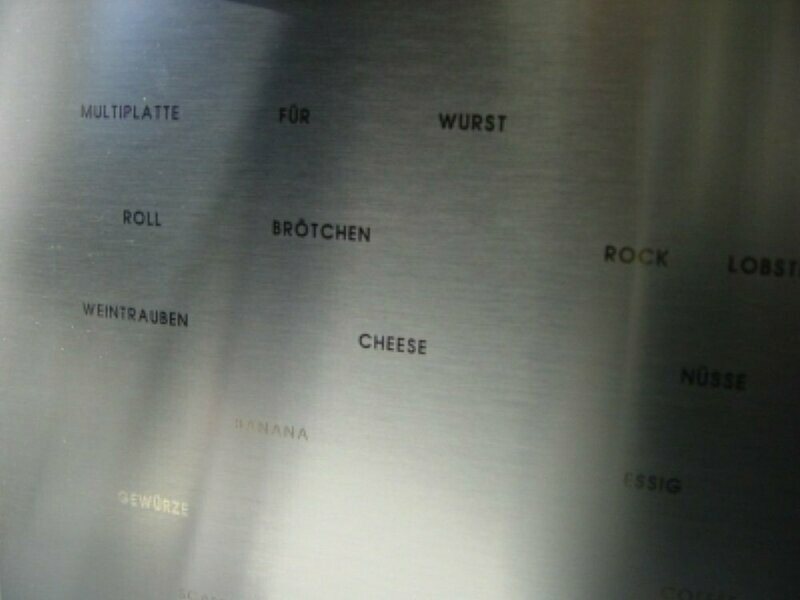 MULTIPLATTE FÜR WURST
ROLL BRÖTCHEN ROCK
WEINTRAUBEN CHEESE NÜSSE
BANANA ESSIG
GEWÜRZE